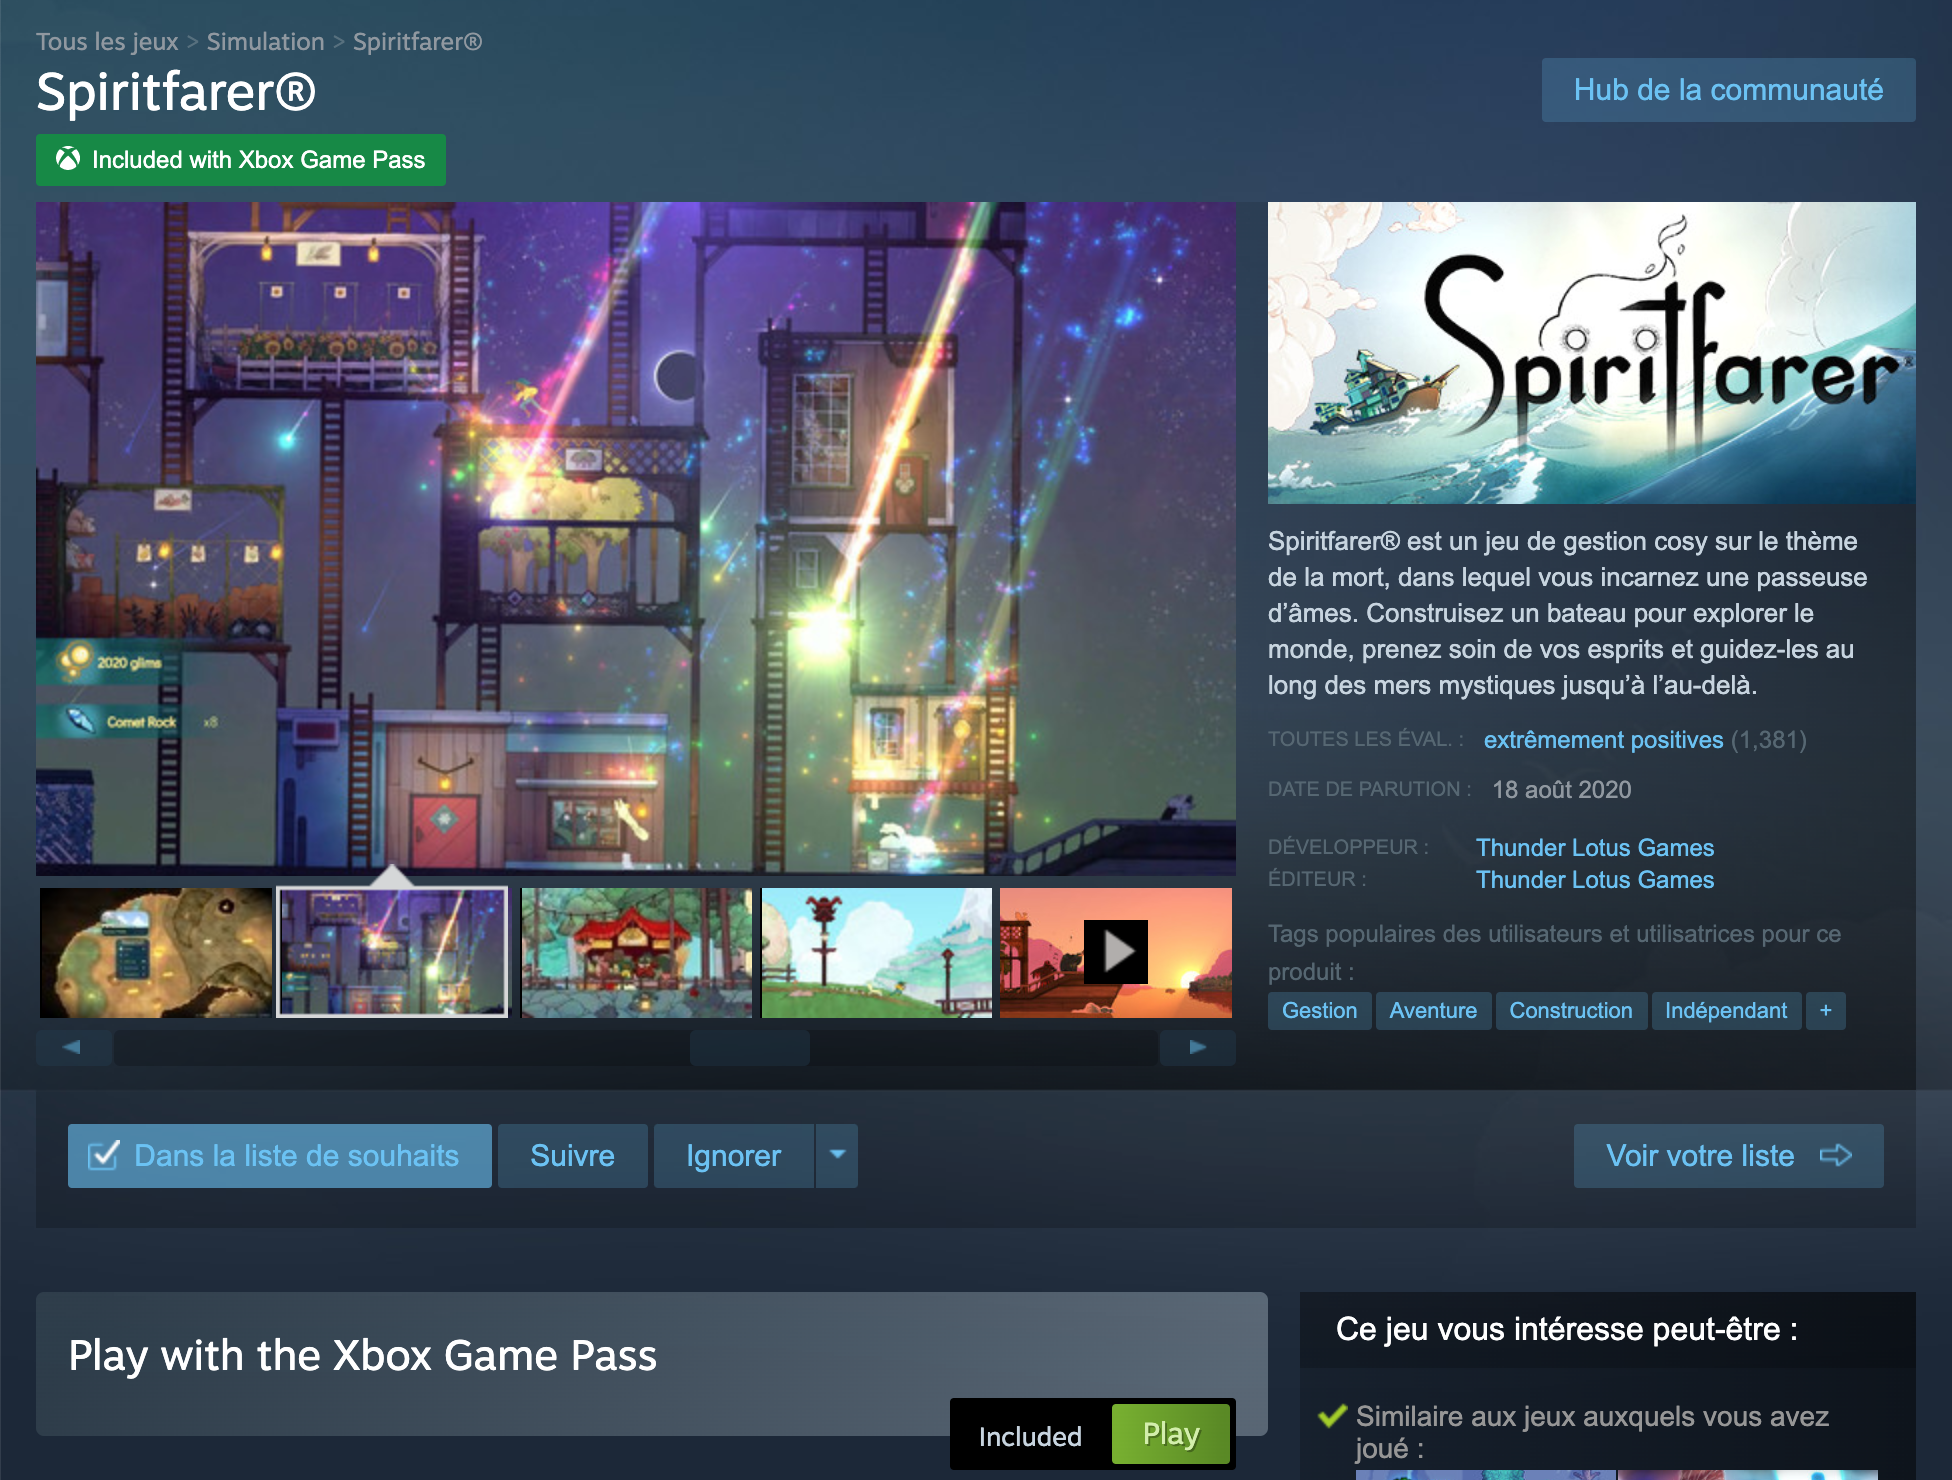 Tous les jeux > Simulation > Spiritfarer®
Spiritfarer®
Hub de la communauté
Included with Xbox Game Pass
2020 glims
Comet Rock x8
Spiritfarer
Spiritfarer® est un jeu de gestion cosy sur le thème
de la mort, dans lequel vous incarnez une passeuse
d’âmes. Construisez un bateau pour explorer le
monde, prenez soin de vos esprits et guidez-les au
long des mers mystiques jusqu’à l’au-delà.
TOUTES LES ÉVAL. : extrêmement positives (1,381)
DATE DE PARUTION : 18 août 2020
DÉVELOPPEUR : Thunder Lotus Games
ÉDITEUR : Thunder Lotus Games
Tags populaires des utilisateurs et utilisatrices pour ce
produit :
Gestion Aventure Construction Indépendant +
Dans la liste de souhaits Suivre Ignorer Voir votre liste
Play with the Xbox Game Pass
Included Play
Ce jeu vous intéresse peut-être :
Similaire aux jeux auxquels vous avez
joué :